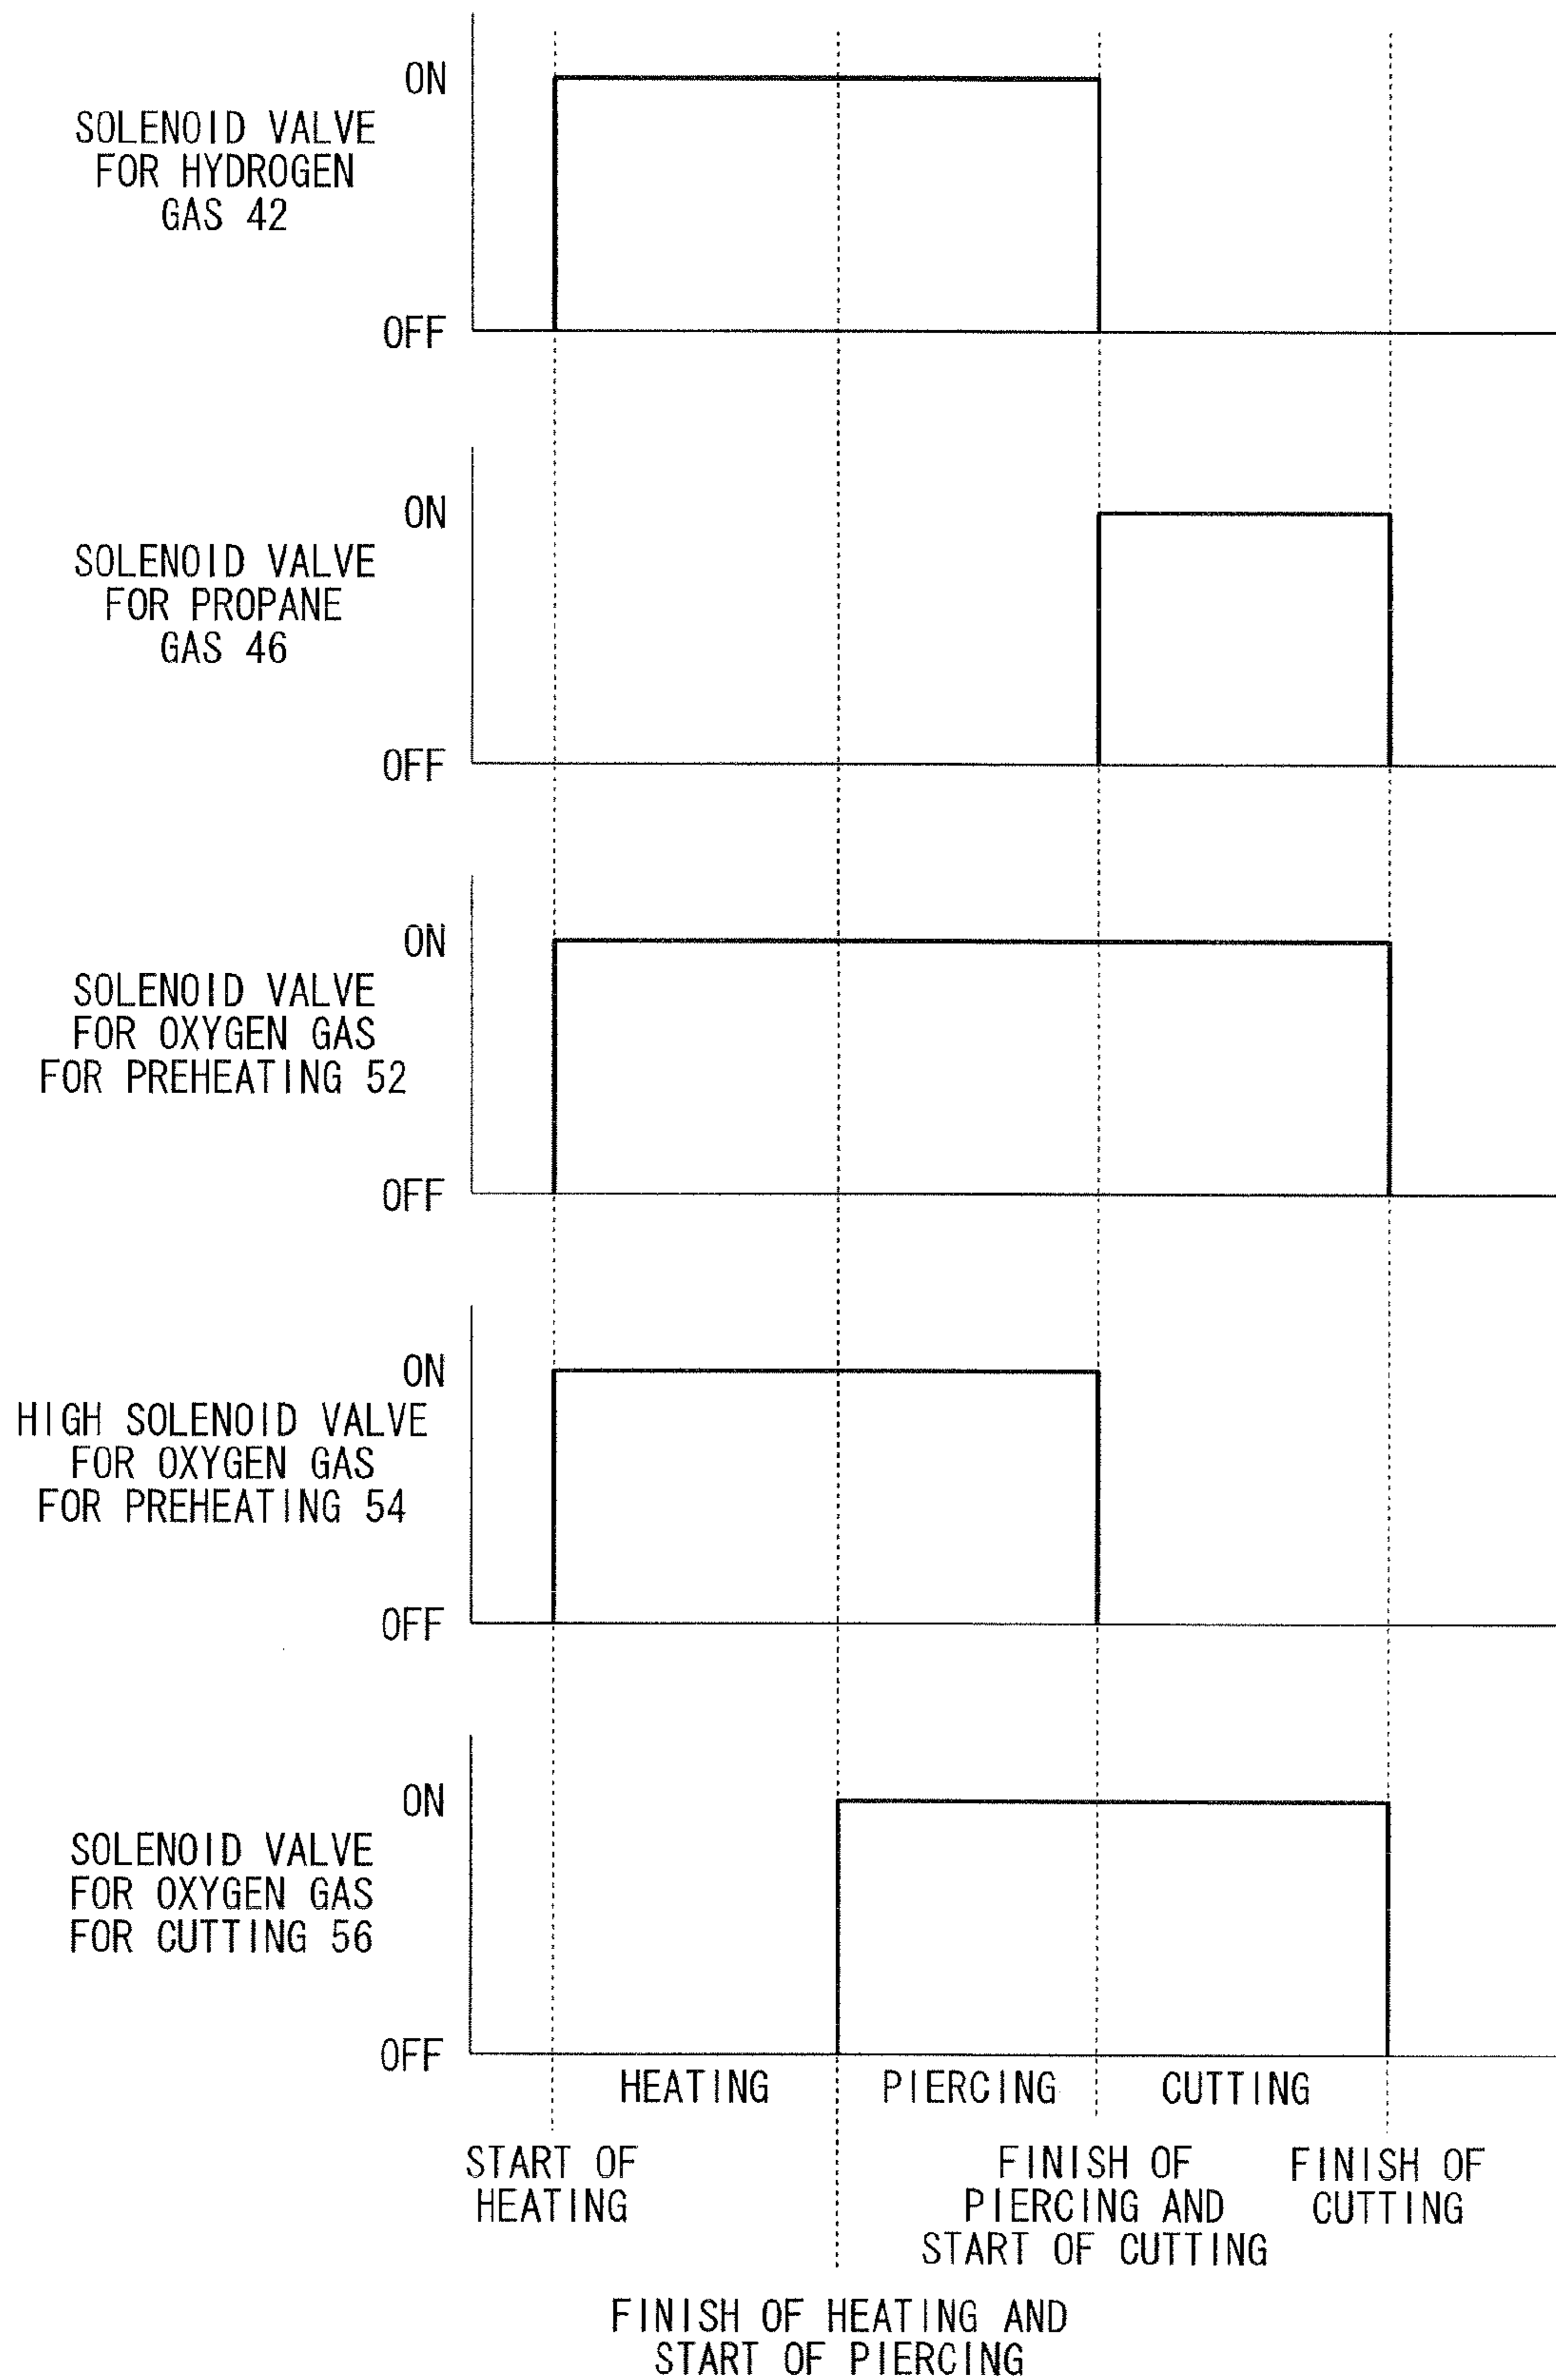 ON
SOLENOID VALVE
FOR HYDROGEN
GAS 42
OFF
ON
SOLENOID VALVE
FOR PROPANE
GAS 46
OFF
ON
SOLENOID VALVE
FOR OXYGEN GAS
FOR PREHEATING 52
OFF
ON
HIGH SOLENOID VALVE
FOR OXYGEN GAS
FOR PREHEATING 54
OFF
ON
SOLENOID VALVE
FOR OXYGEN GAS
FOR CUTTING 56
OFF
HEATING
PIERCING
CUTTING
START OF
HEATING
FINISH OF
PIERCING AND
START OF CUTTING
FINISH OF
CUTTING
FINISH OF HEATING AND
START OF PIERCING